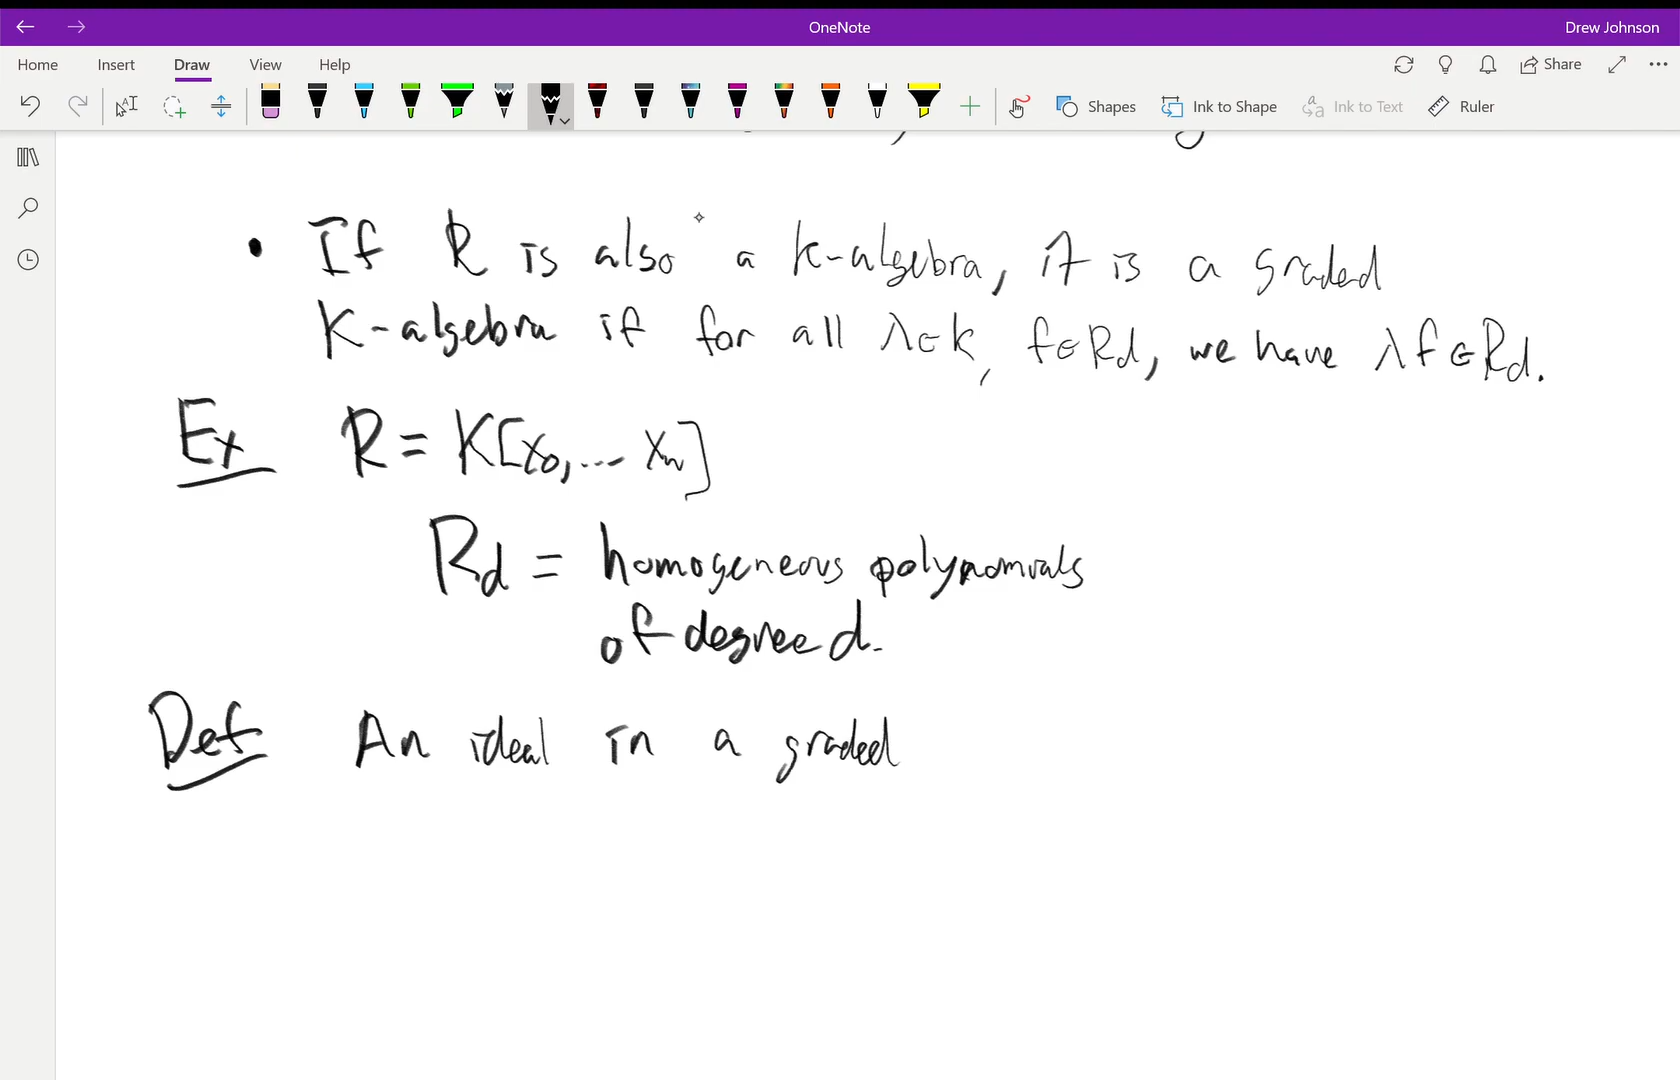 OneNote
Drew Johnson
Home Insert Draw View Help
Share
Shapes Ink to Shape Ink to Text Ruler
• If R is also a k-algebra, it is a graded
K-algebra if for all λ∈k, f∈Rd, we have λf∈Rd.
Ex R = K[x0,... xn]
Rd = homogeneous polynomials
of degree d.
Def An ideal in a graded